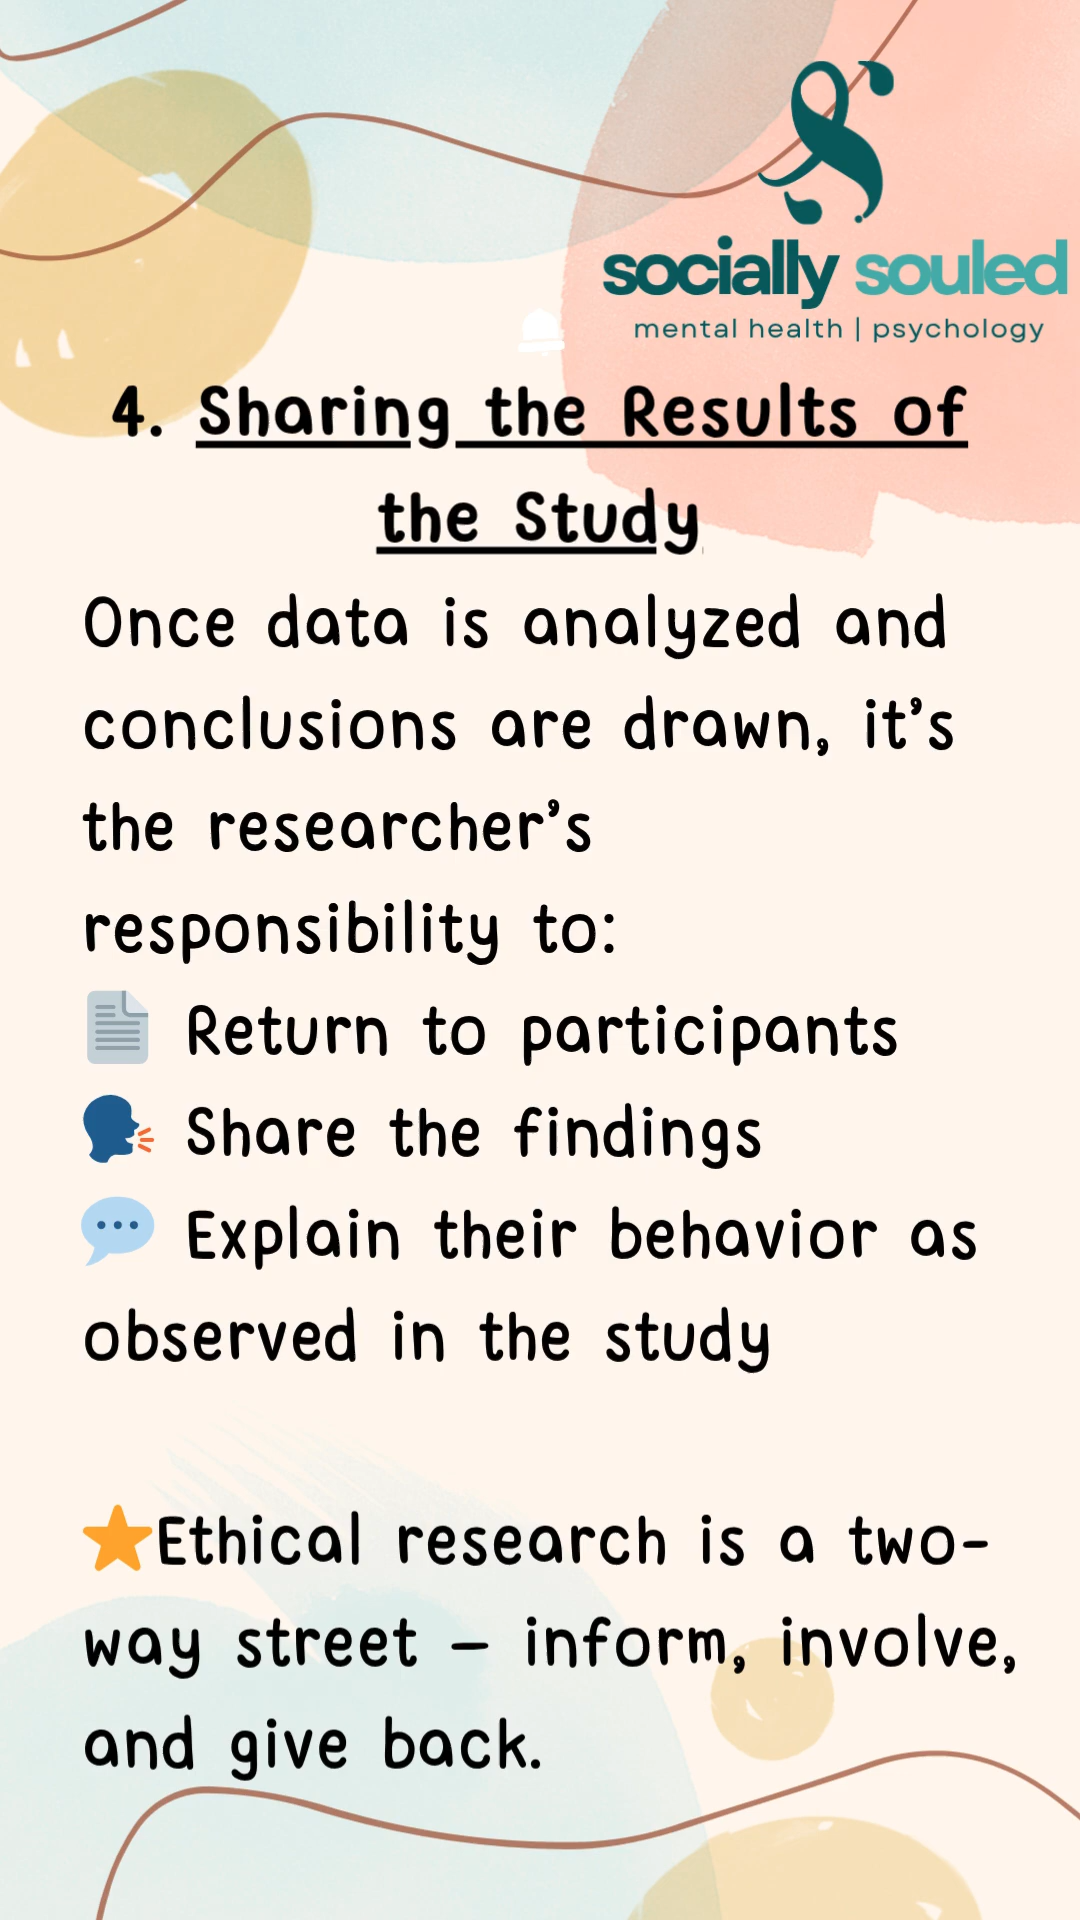 socially souled
mental health | psychology
4. Sharing the Results of
the Study
Once data is analyzed and
conclusions are drawn, it’s
the researcher’s
responsibility to:
📄 Return to participants
🗣️ Share the findings
💬 Explain their behavior as
observed in the study
⭐Ethical research is a two-
way street – inform, involve,
and give back.